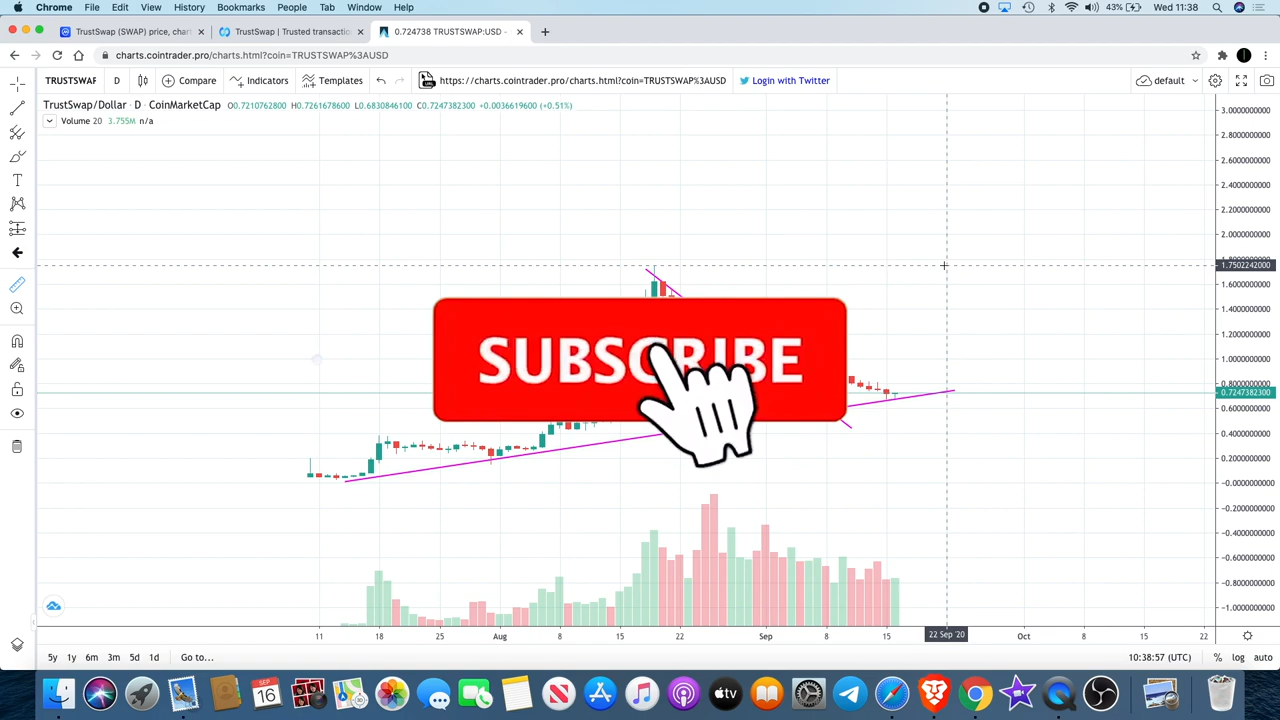 Chrome File Edit View History Bookmarks People Tab Window Help 43% Wed 11:38
TrustSwap (SWAP) price, chart TrustSwap | Trusted transactio 0.724738 TRUSTSWAP:USD -
charts.cointrader.pro/charts.html?coin=TRUSTSWAP%3AUSD
TRUSTSWAP D Compare Indicators Templates https://charts.cointrader.pro/charts.html?coin=TRUSTSWAP%3AUSD Login with Twitter default
TrustSwap/Dollar D CoinMarketCap O0.7210762800 H0.7261678600 L0.6830846100 C0.7247382300 +0.0036619600 (+0.51%)
Volume 20 3.755M n/a
3.0000000000
2.8000000000
2.6000000000
2.4000000000
2.2000000000
2.0000000000
1.7502242000
1.6000000000
1.4000000000
1.2000000000
1.0000000000
0.8000000000
0.7247382300
0.6000000000
0.4000000000
0.2000000000
-0.0000000000
-0.2000000000
-0.4000000000
-0.6000000000
-0.8000000000
-1.0000000000
SUBSCRIBE
11 18 25 Aug 8 15 22 Sep 8 15 22 Sep '20 Oct 8 15 22
5y 1y 6m 3m 5d 1d Go to... 10:38:57 (UTC) % log auto
SEP
16
tv